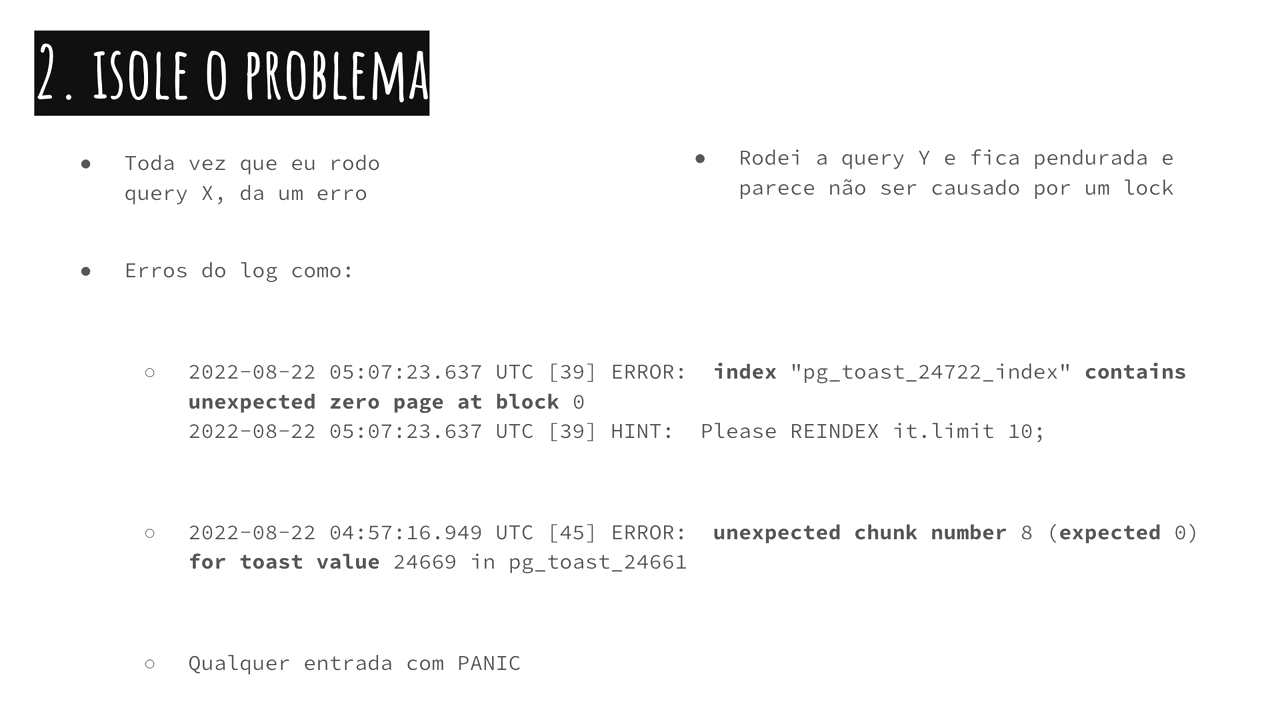 2. ISOLE O PROBLEMA
● Toda vez que eu rodo
query X, da um erro
● Rodei a query Y e fica pendurada e
parece não ser causado por um lock
● Erros do log como:
○ 2022-08-22 05:07:23.637 UTC [39] ERROR:  index "pg_toast_24722_index" contains
unexpected zero page at block 0
2022-08-22 05:07:23.637 UTC [39] HINT:  Please REINDEX it.limit 10;
○ 2022-08-22 04:57:16.949 UTC [45] ERROR:  unexpected chunk number 8 (expected 0)
for toast value 24669 in pg_toast_24661
○ Qualquer entrada com PANIC